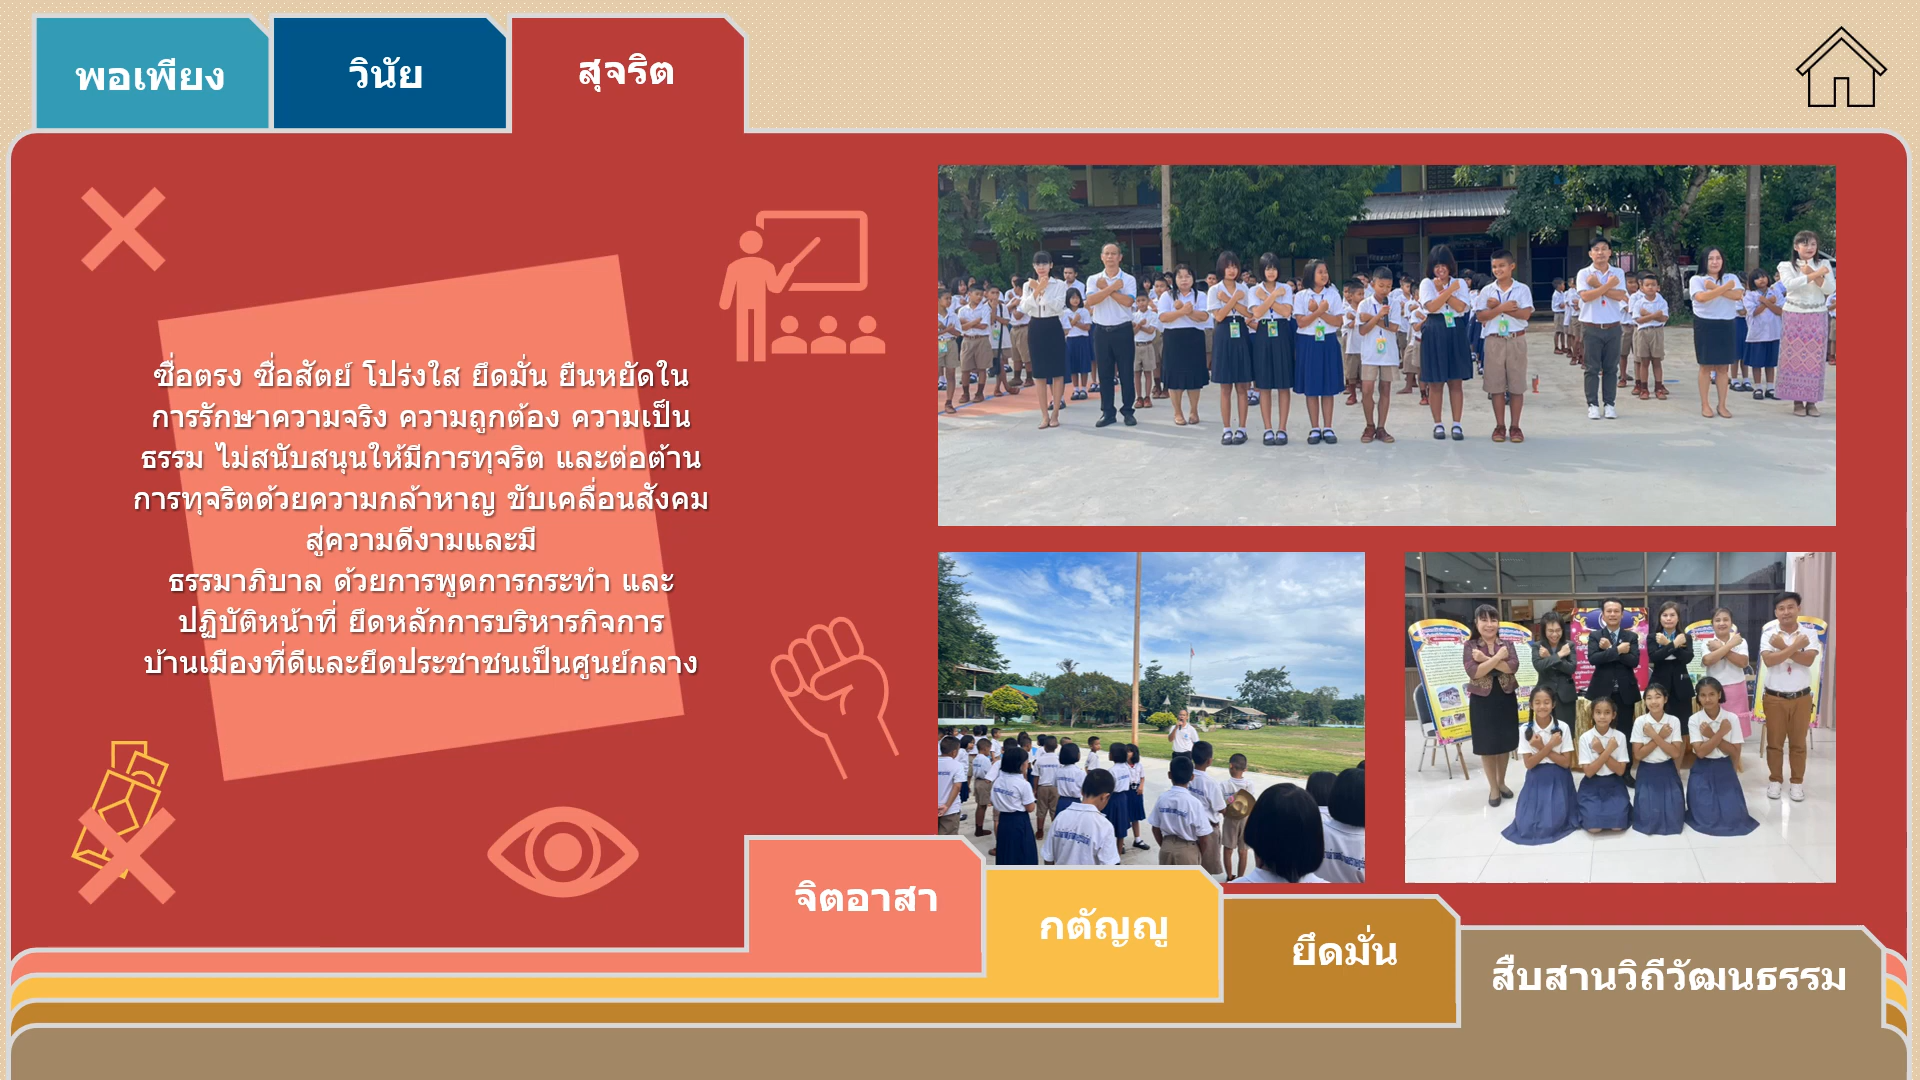 พอเพียง
วินัย
สุจริต
ซื่อตรง ซื่อสัตย์ โปร่งใส ยึดมั่น ยืนหยัดใน
การรักษาความจริง ความถูกต้อง ความเป็น
ธรรม ไม่สนับสนุนให้มีการทุจริต และต่อต้าน
การทุจริตด้วยความกล้าหาญ ขับเคลื่อนสังคม
สู่ความดีงามและมี
ธรรมาภิบาล ด้วยการพูดการกระทำ และ
ปฏิบัติหน้าที่ ยึดหลักการบริหารกิจการ
บ้านเมืองที่ดีและยึดประชาชนเป็นศูนย์กลาง
จิตอาสา
กตัญญู
ยึดมั่น
สืบสานวิถีวัฒนธรรม